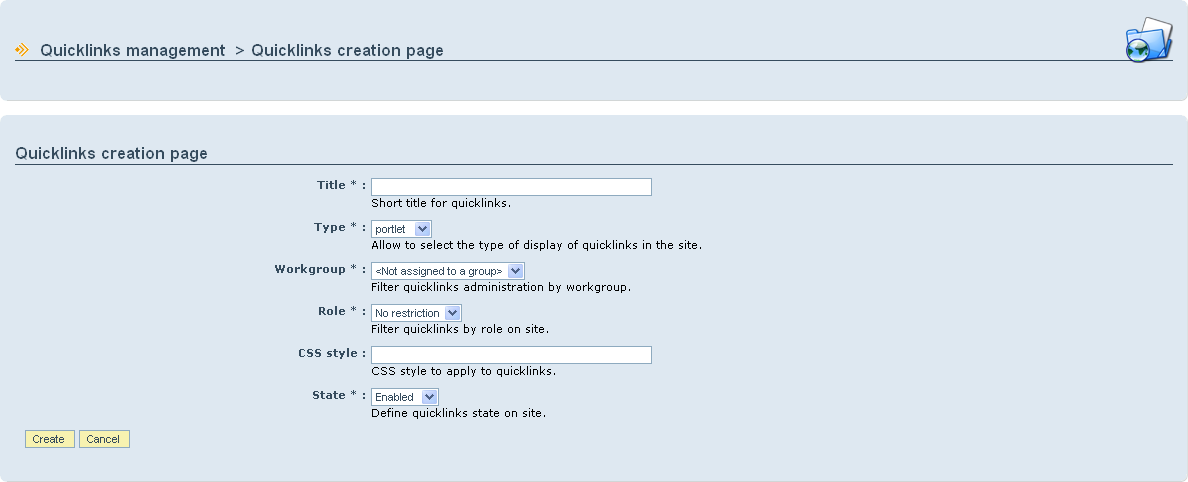 Quicklinks management > Quicklinks creation page
Quicklinks creation page
Title * :
Short title for quicklinks.
Type * : portlet
Allow to select the type of display of quicklinks in the site.
Workgroup * : <Not assigned to a group>
Filter quicklinks administration by workgroup.
Role * : No restriction
Filter quicklinks by role on site.
CSS style :
CSS style to apply to quicklinks.
State * : Enabled
Define quicklinks state on site.
Create Cancel